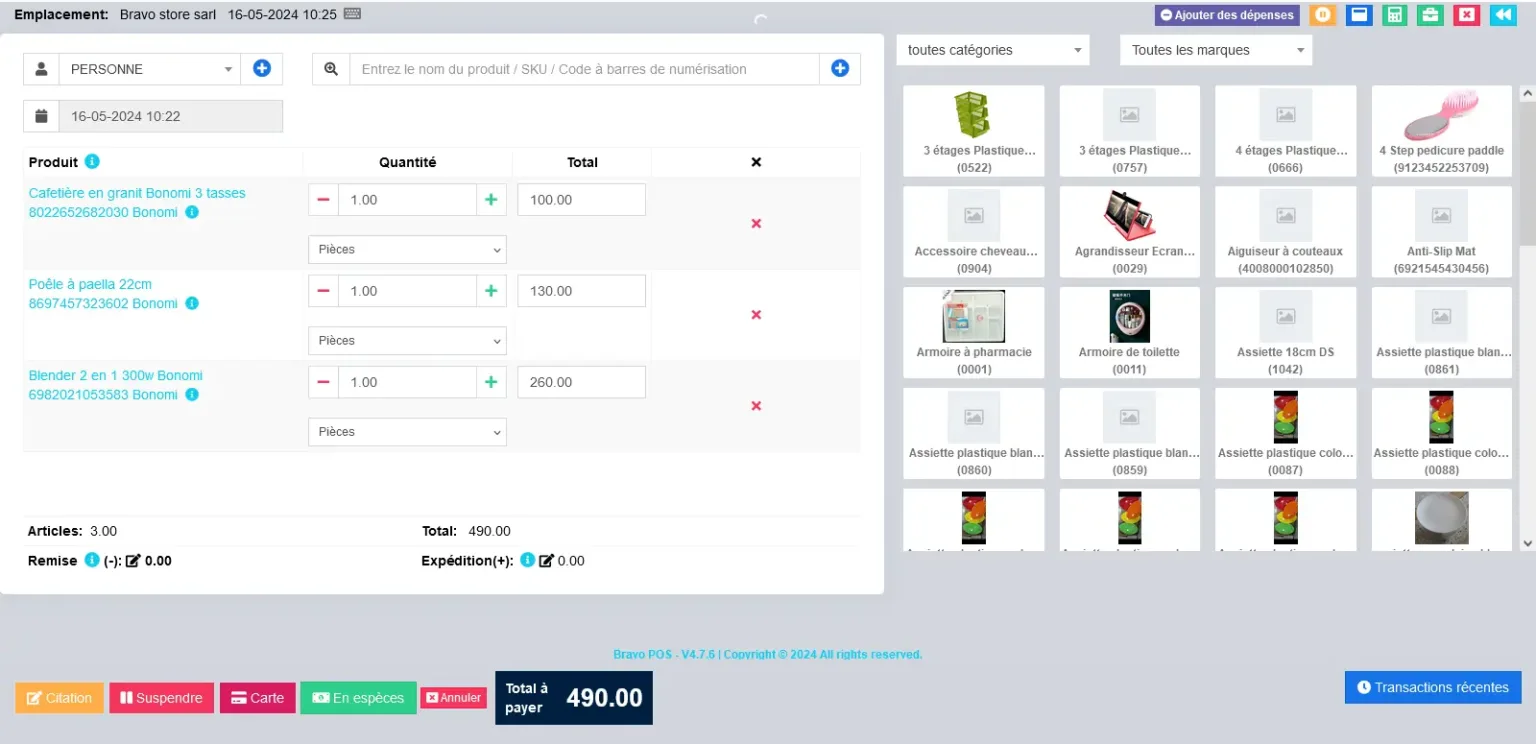 Emplacement: Bravo store sarl 16-05-2024 10:25
Ajouter des dépenses
PERSONNE
Entrez le nom du produit / SKU / Code à barres de numérisation
16-05-2024 10:22
Produit Quantité Total
Cafetière en granit Bonomi 3 tasses
8022652682030 Bonomi
1.00 100.00
Pièces
Poêle à paella 22cm
8697457323602 Bonomi
1.00 130.00
Pièces
Blender 2 en 1 300w Bonomi
6982021053583 Bonomi
1.00 260.00
Pièces
Articles: 3.00 Total: 490.00
Remise (-): 0.00 Expédition(+): 0.00
toutes catégories Toutes les marques
3 étages Plastique... 3 étages Plastique... 4 étages Plastique... 4 Step pedicure paddle
(0522) (0757) (0666) (9123452253709)
Accessoire cheveau... Agrandisseur Ecran... Aiguiseur à couteaux Anti-Slip Mat
(0904) (0029) (4008000102850) (6921545430456)
Armoire à pharmacie Armoire de toilette Assiette 18cm DS Assiette plastique blan...
(0001) (0011) (1042) (0861)
Assiette plastique blan... Assiette plastique blan... Assiette plastique colo... Assiette plastique colo...
(0860) (0859) (0087) (0088)
Bravo POS - V4.7.6 | Copyright © 2024 All rights reserved.
Citation Suspendre Carte En espèces Annuler
Total à
payer 490.00
Transactions récentes